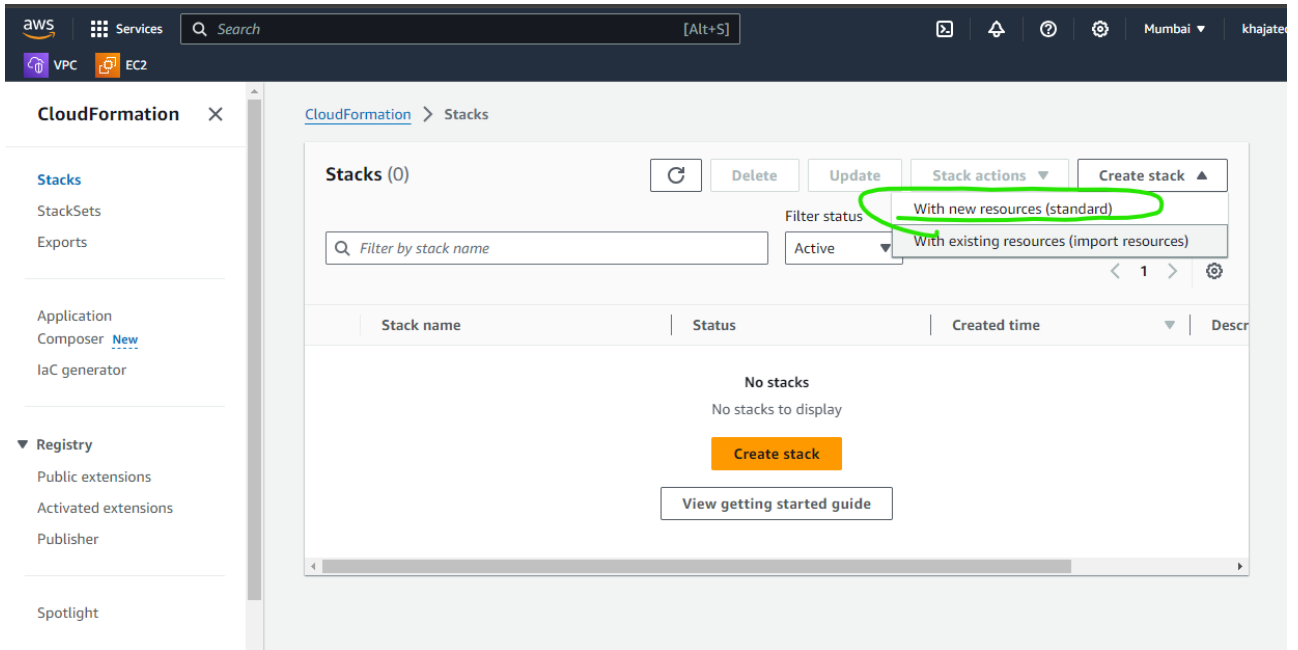 aws
Services
Search
[Alt+S]
Mumbai
VPC
EC2
CloudFormation
Stacks
StackSets
Exports
Application
Composer New
IaC generator
Registry
Public extensions
Activated extensions
Publisher
Spotlight
CloudFormation > Stacks
Stacks (0)
Delete
Update
Stack actions
Create stack
With new resources (standard)
With existing resources (import resources)
Filter status
Filter by stack name
Active
1
Stack name
Status
Created time
No stacks
No stacks to display
Create stack
View getting started guide